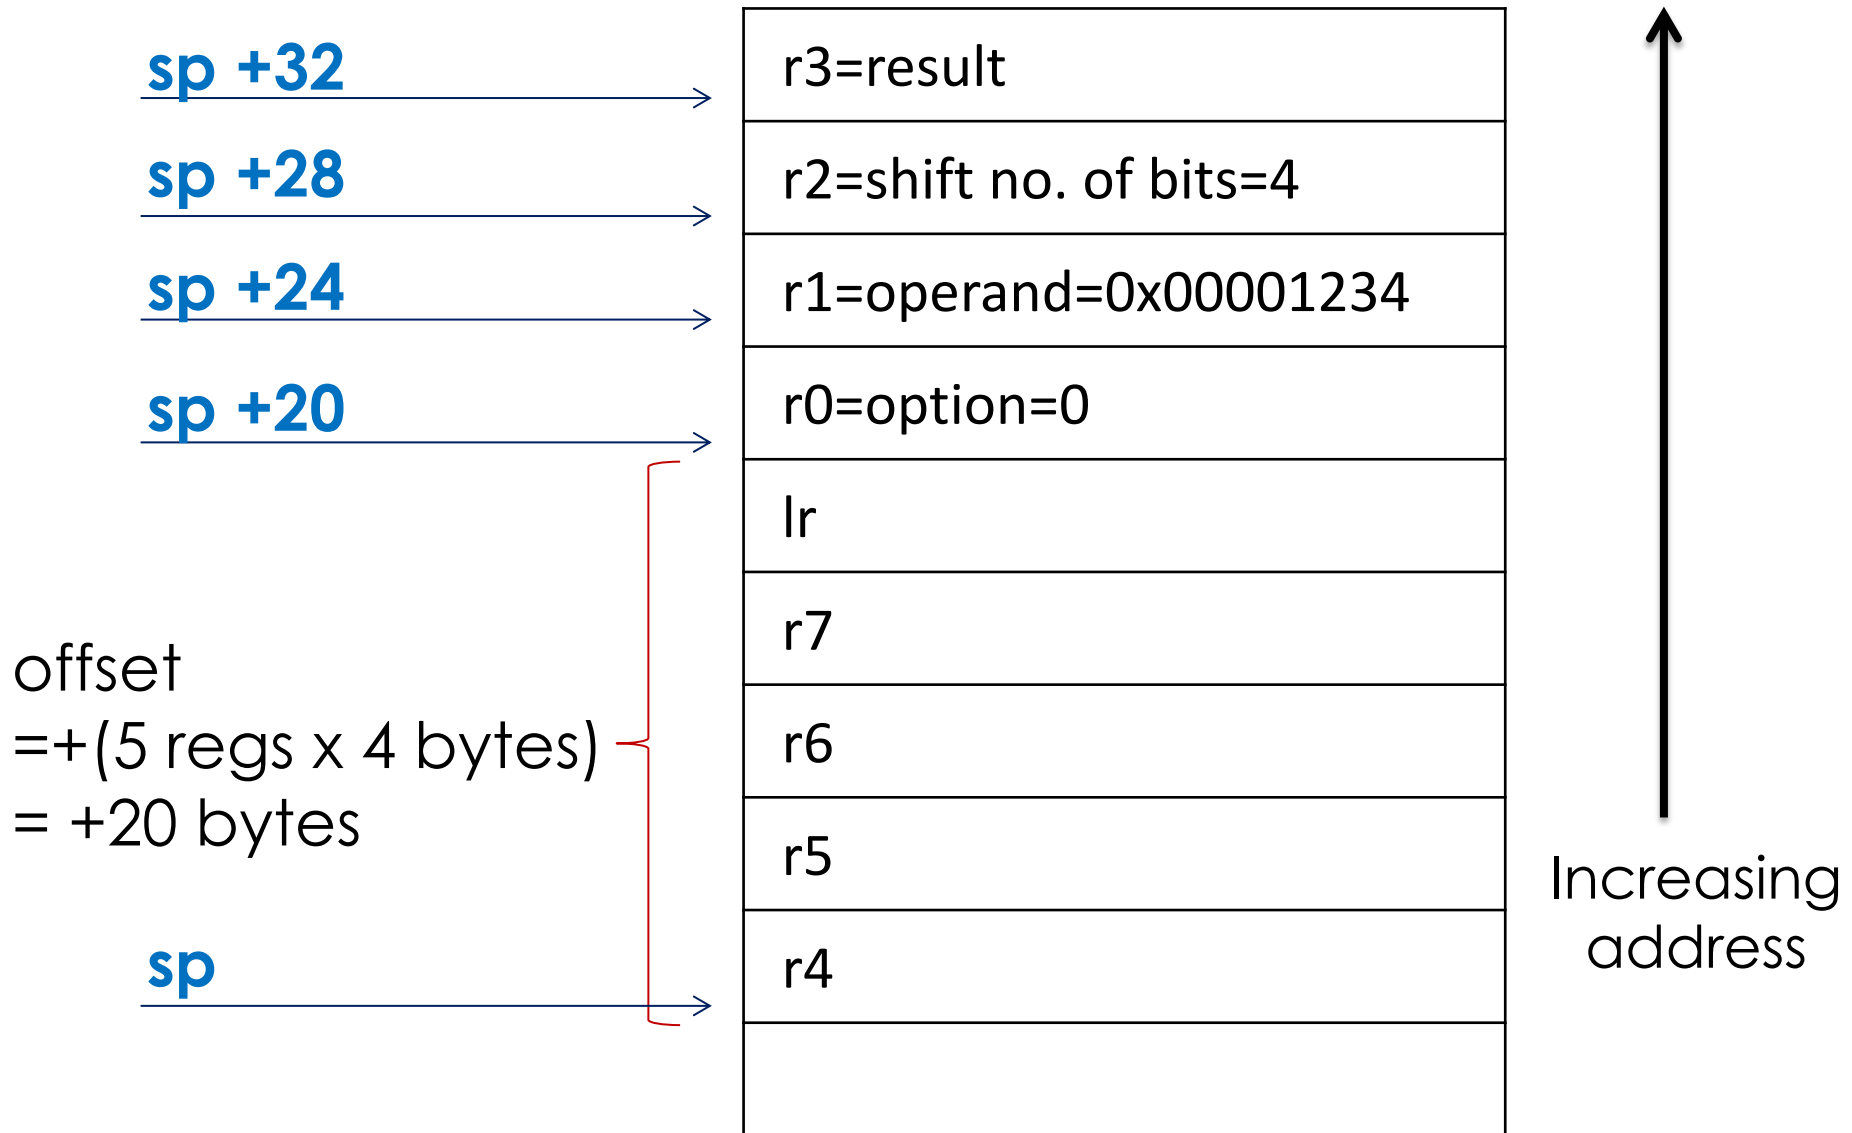 sp +32
r3=result
sp +28
r2=shift no. of bits=4
sp +24
r1=operand=0x00001234
sp +20
r0=option=0
lr
r7
offset
=+(5 regs x 4 bytes)
= +20 bytes
r6
r5
sp
r4
Increasing
address